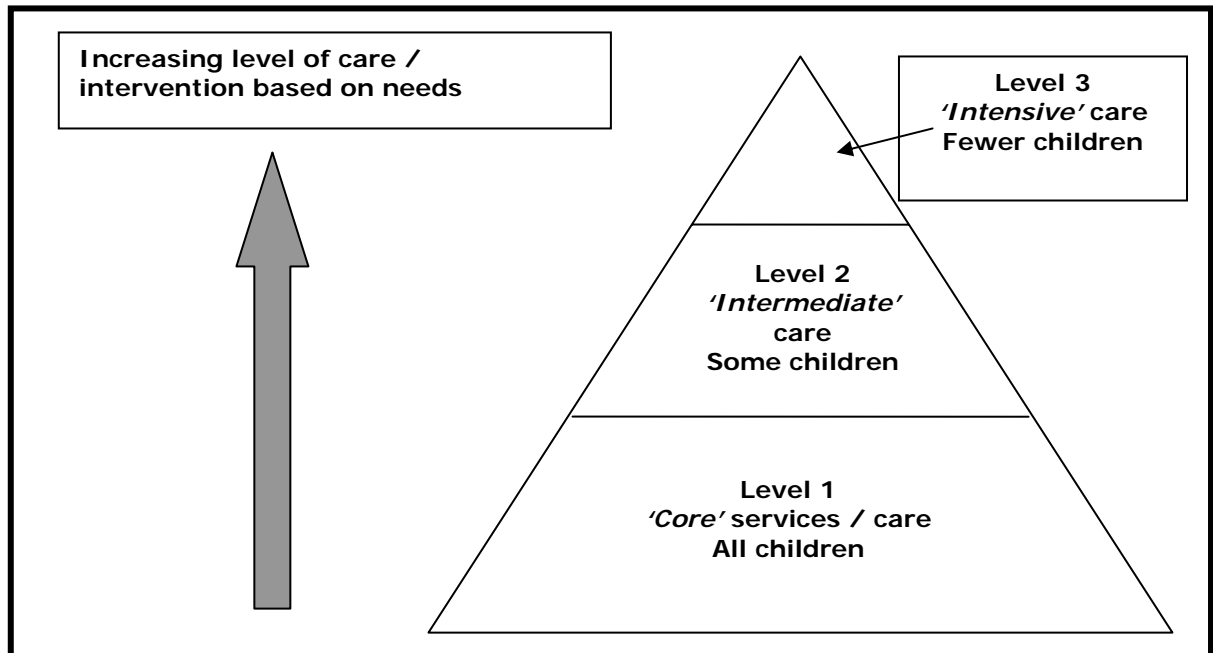 Increasing level of care /
intervention based on needs
Level 3
‘Intensive’ care
Fewer children
Level 2
‘Intermediate’
care
Some children
Level 1
‘Core’ services / care
All children